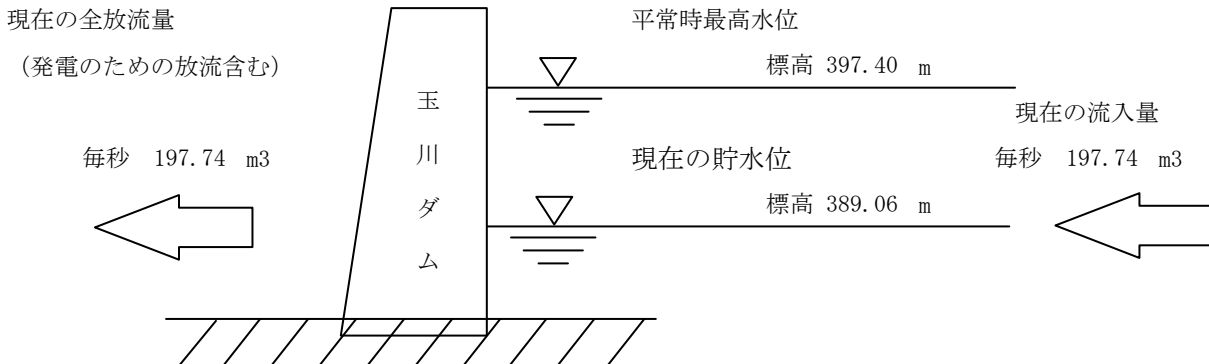 現在の全放流量
（発電のための放流含む）
毎秒 197.74 m3
玉川ダム
平常時最高水位
標高 397.40 m
現在の貯水位
標高 389.06 m
現在の流入量
毎秒 197.74 m3